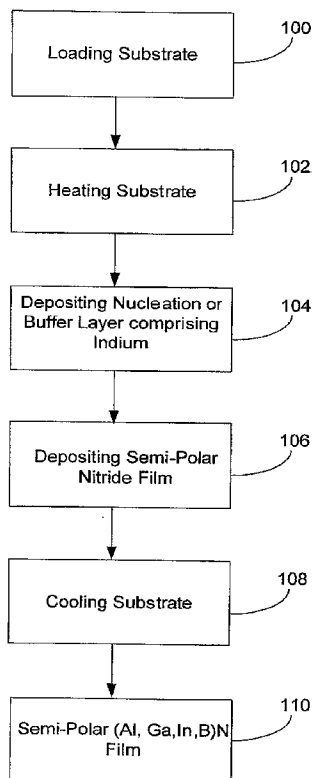 Loading Substrate
100
Heating Substrate
102
Depositing Nucleation or
Buffer Layer comprising
Indium
104
Depositing Semi-Polar
Nitride Film
106
Cooling Substrate
108
Semi-Polar (Al, Ga,In,B)N
Film
110